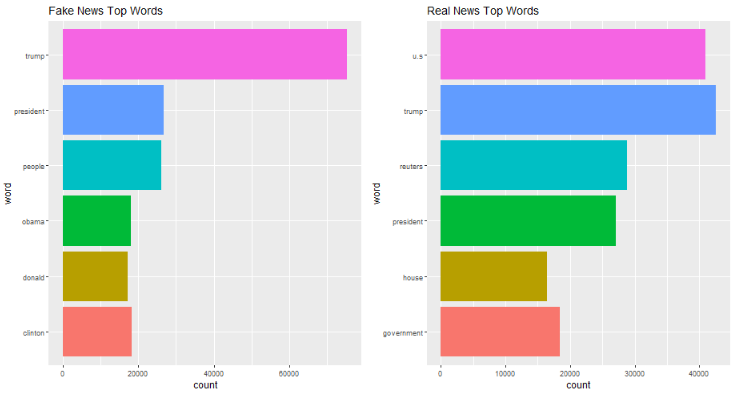 Fake News Top Words
trump
president
people
obama
donald
clinton
word
0 20000 40000 60000
count
Real News Top Words
u.s
trump
reuters
president
house
government
word
0 10000 20000 30000 40000
count